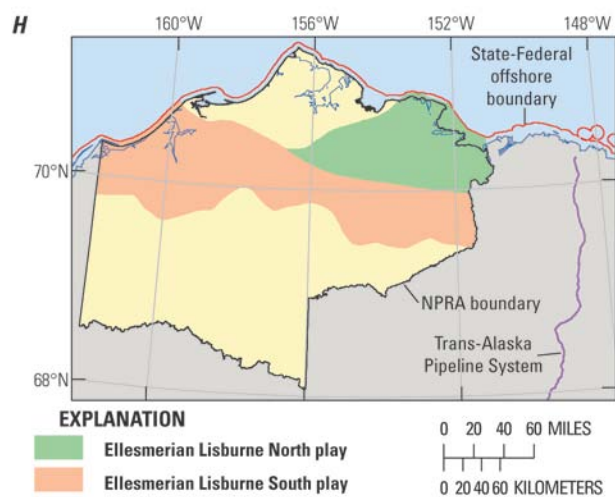 H
160°W
156°W
152°W
148°W
State-Federal
offshore
boundary
70°N
NPRA boundary
Trans-Alaska
Pipeline System
68°N
EXPLANATION
Ellesmerian Lisburne North play
Ellesmerian Lisburne South play
0 20 40 60 MILES
0 20 40 60 KILOMETERS